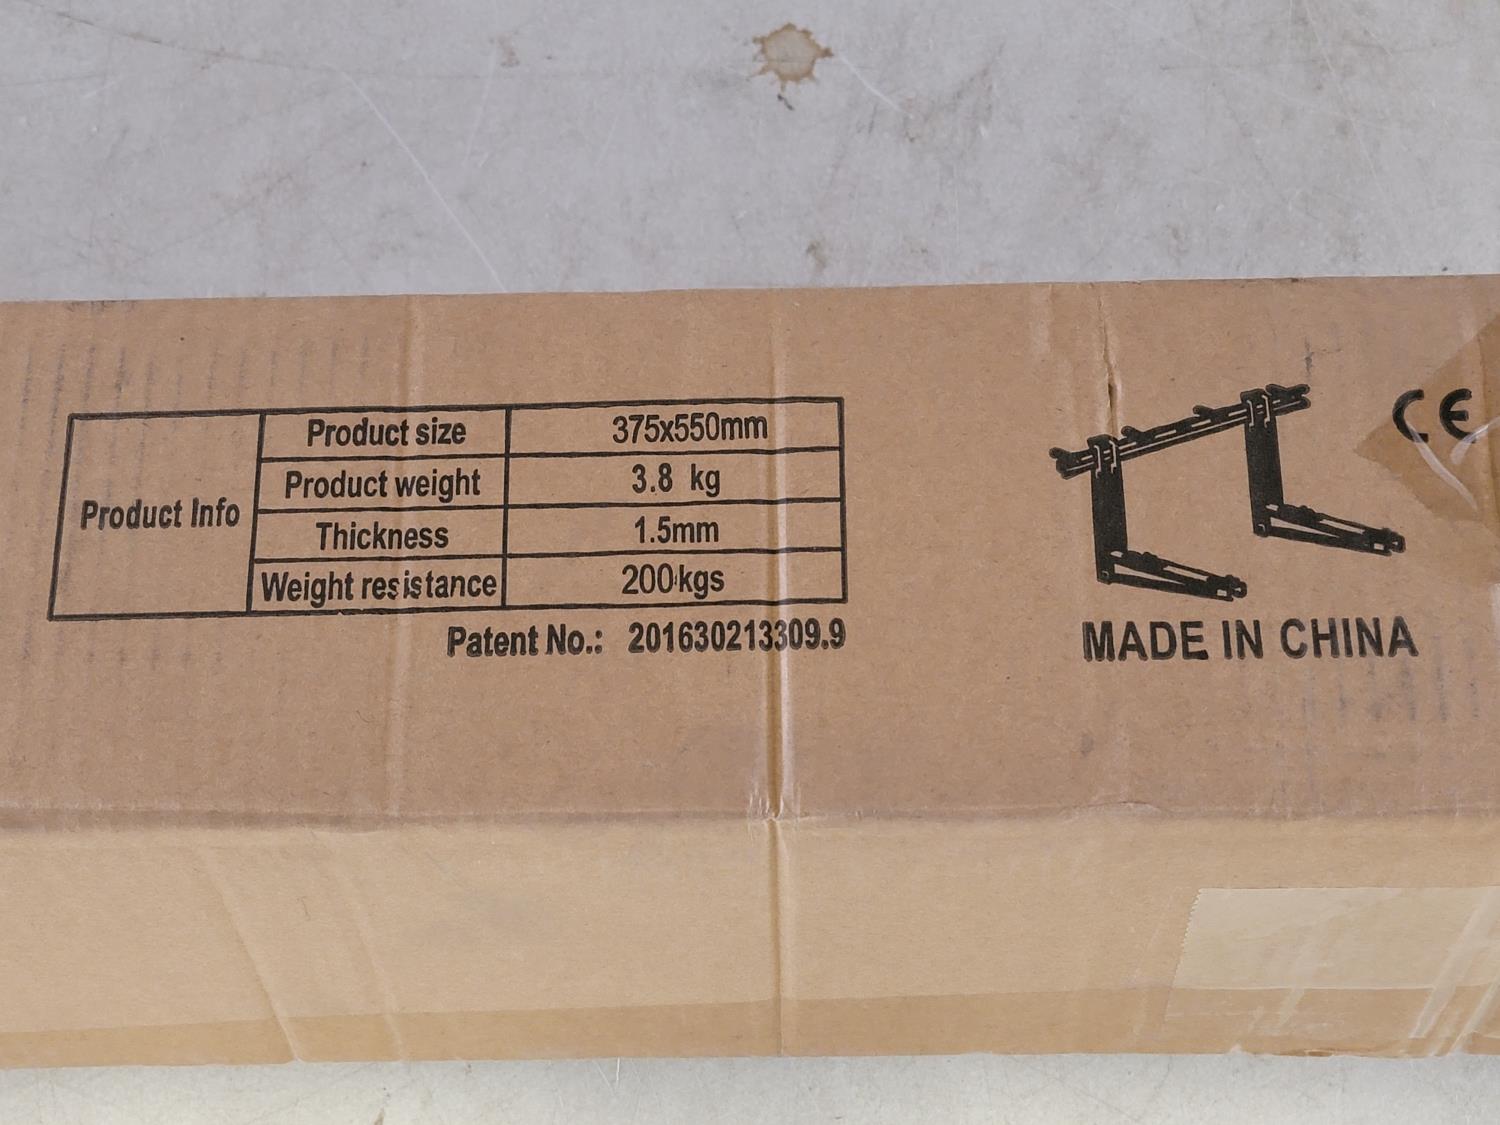 Product Info
Product size 375x550mm
Product weight 3.8 kg
Thickness 1.5mm
Weight resistance 200kgs
Patent No.: 201630213309.9
CE
MADE IN CHINA